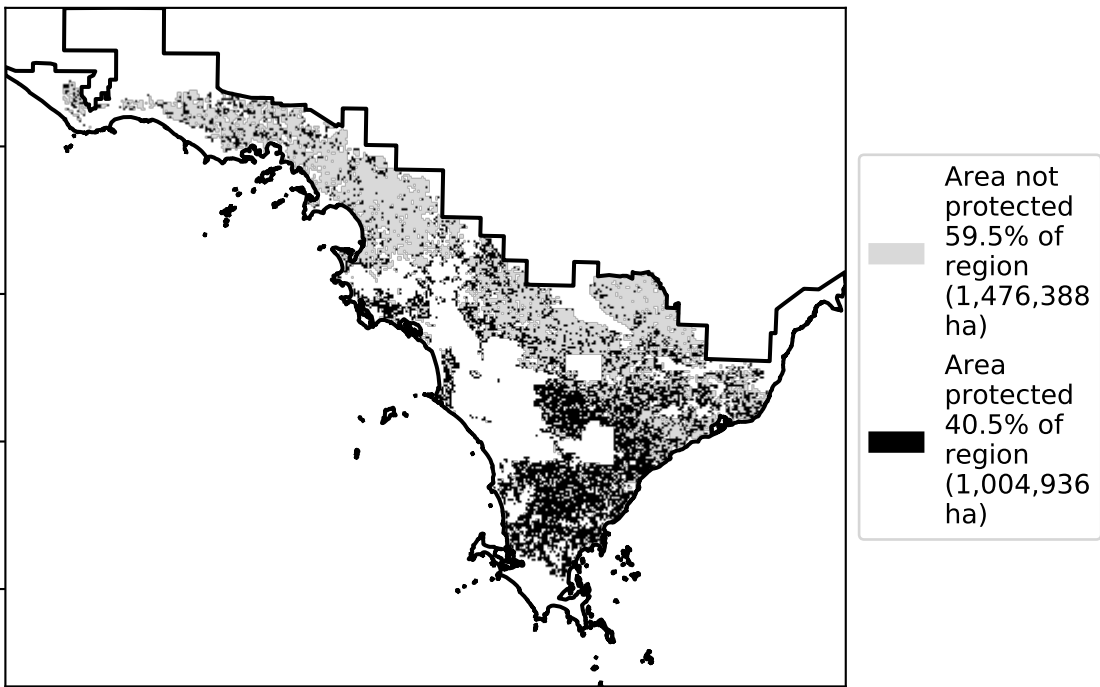 Area not
protected
59.5% of
region
(1,476,388
ha)
Area
protected
40.5% of
region
(1,004,936
ha)